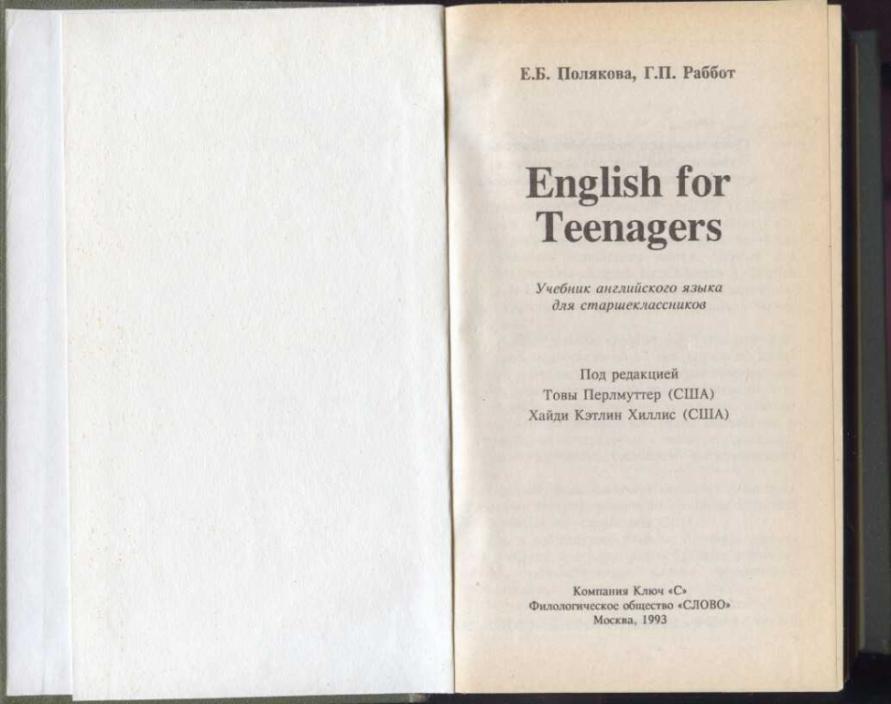 Е.Б. Полякова, Г.П. Раббот
English for
Teenagers
Учебник английского языка
для старшеклассников
Под редакцией
Товы Перлмуттер (США)
Хайди Кэтлин Хиллис (США)
Компания Ключ «С»
Филологическое общество «СЛОВО»
Москва, 1993